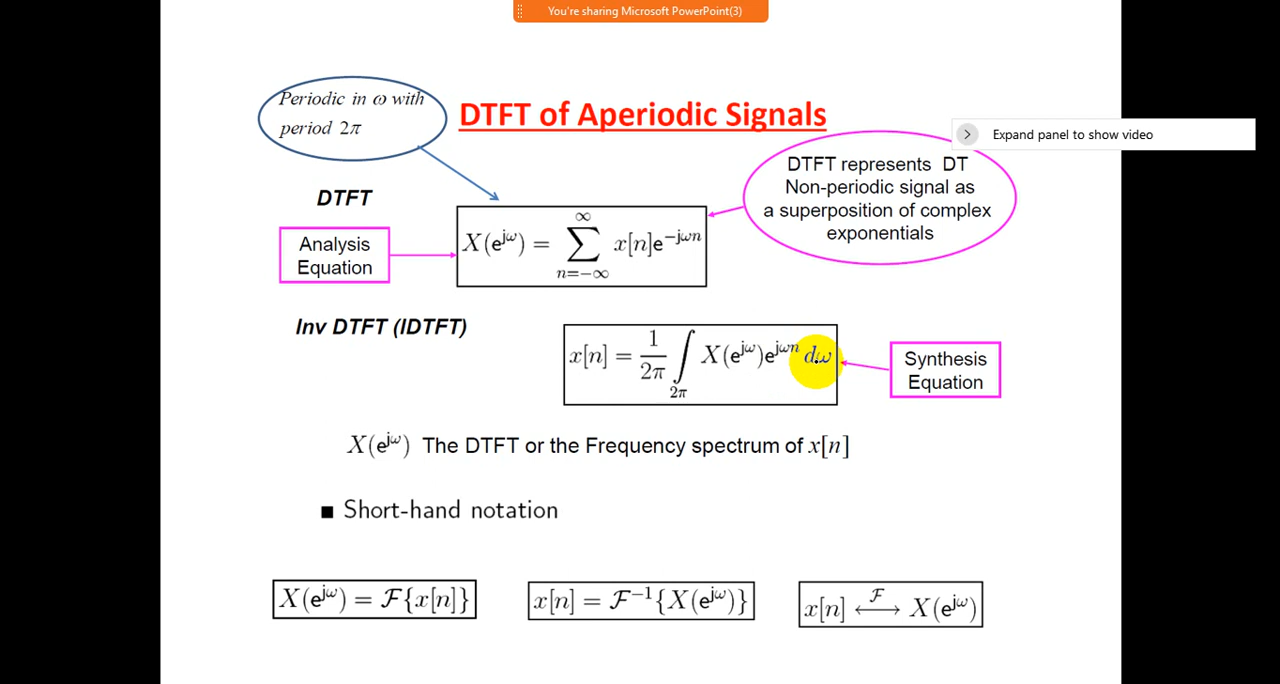 You're sharing Microsoft PowerPoint(3)
Periodic in ω with
period 2π
DTFT of Aperiodic Signals
Expand panel to show video
DTFT represents DT
Non-periodic signal as
a superposition of complex
exponentials
DTFT
Analysis
Equation
X(e^{jω}) = ∑_{n=−∞}^{∞} x[n]e^{−jωn}
Inv DTFT (IDTFT)
x[n] = \frac{1}{2π} ∫_{2π} X(e^{jω})e^{jωn} dω
Synthesis
Equation
X(e^{jω}) The DTFT or the Frequency spectrum of x[n]
■ Short-hand notation
X(e^{jω}) = ℱ{x[n]}
x[n] = ℱ^{−1}{X(e^{jω})}
x[n] ⟷^{ℱ} X(e^{jω})